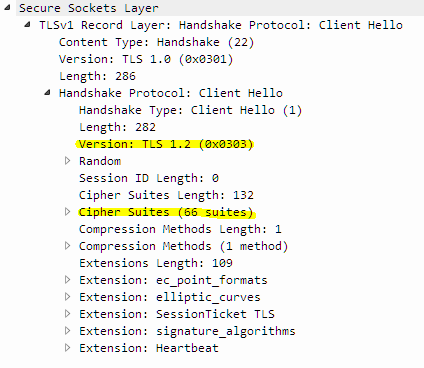 Secure Sockets Layer
TLSv1 Record Layer: Handshake Protocol: Client Hello
Content Type: Handshake (22)
Version: TLS 1.0 (0x0301)
Length: 286
Handshake Protocol: Client Hello
Handshake Type: Client Hello (1)
Length: 282
Version: TLS 1.2 (0x0303)
Random
Session ID Length: 0
Cipher Suites Length: 132
Cipher Suites (66 suites)
Compression Methods Length: 1
Compression Methods (1 method)
Extensions Length: 109
Extension: ec_point_formats
Extension: elliptic_curves
Extension: SessionTicket TLS
Extension: signature_algorithms
Extension: Heartbeat